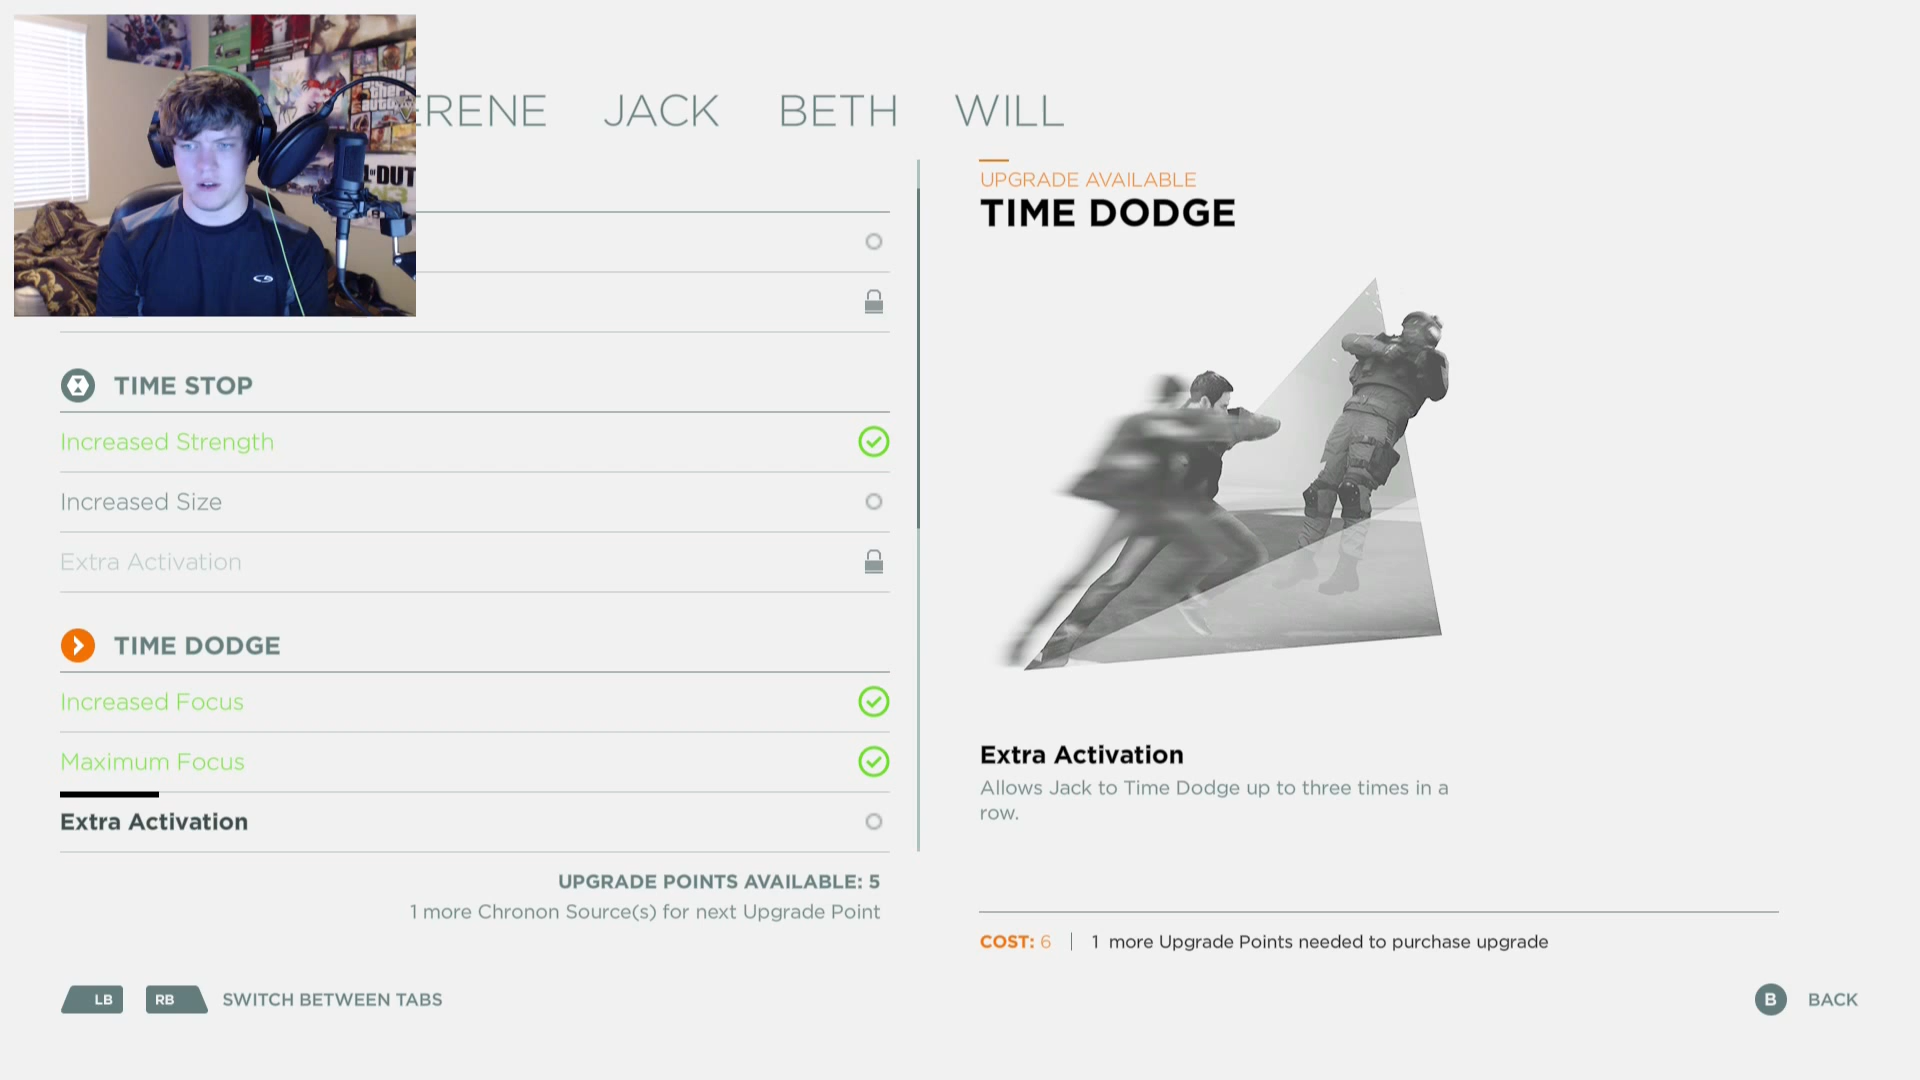 ERENE JACK BETH WILL
UPGRADE AVAILABLE
TIME DODGE
TIME STOP
Increased Strength
Increased Size
Extra Activation
TIME DODGE
Increased Focus
Maximum Focus
Extra Activation
UPGRADE POINTS AVAILABLE: 5
1 more Chronon Source(s) for next Upgrade Point
Extra Activation
Allows Jack to Time Dodge up to three times in a
row.
COST: 6 | 1 more Upgrade Points needed to purchase upgrade
LB RB SWITCH BETWEEN TABS
B BACK